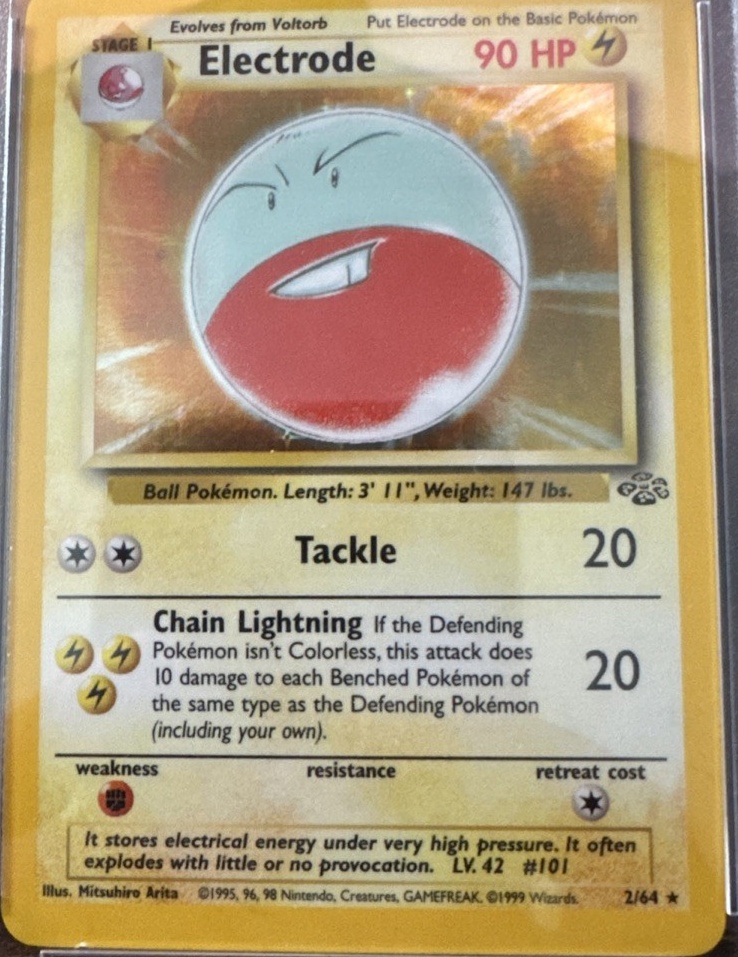 Evolves from Voltorb Put Electrode on the Basic Pokémon
STAGE 1
Electrode 90 HP
Ball Pokémon. Length: 3' 11", Weight: 147 lbs.
Tackle 20
Chain Lightning If the Defending
Pokémon isn't Colorless, this attack does
10 damage to each Benched Pokémon of
the same type as the Defending Pokémon
(including your own).
20
weakness resistance retreat cost
It stores electrical energy under very high pressure. It often
explodes with little or no provocation. LV. 42 #101
Illus. Mitsuhiro Arita ©1995, 96, 98 Nintendo, Creatures, GAMEFREAK. ©1999 Wizards. 2/64 ★